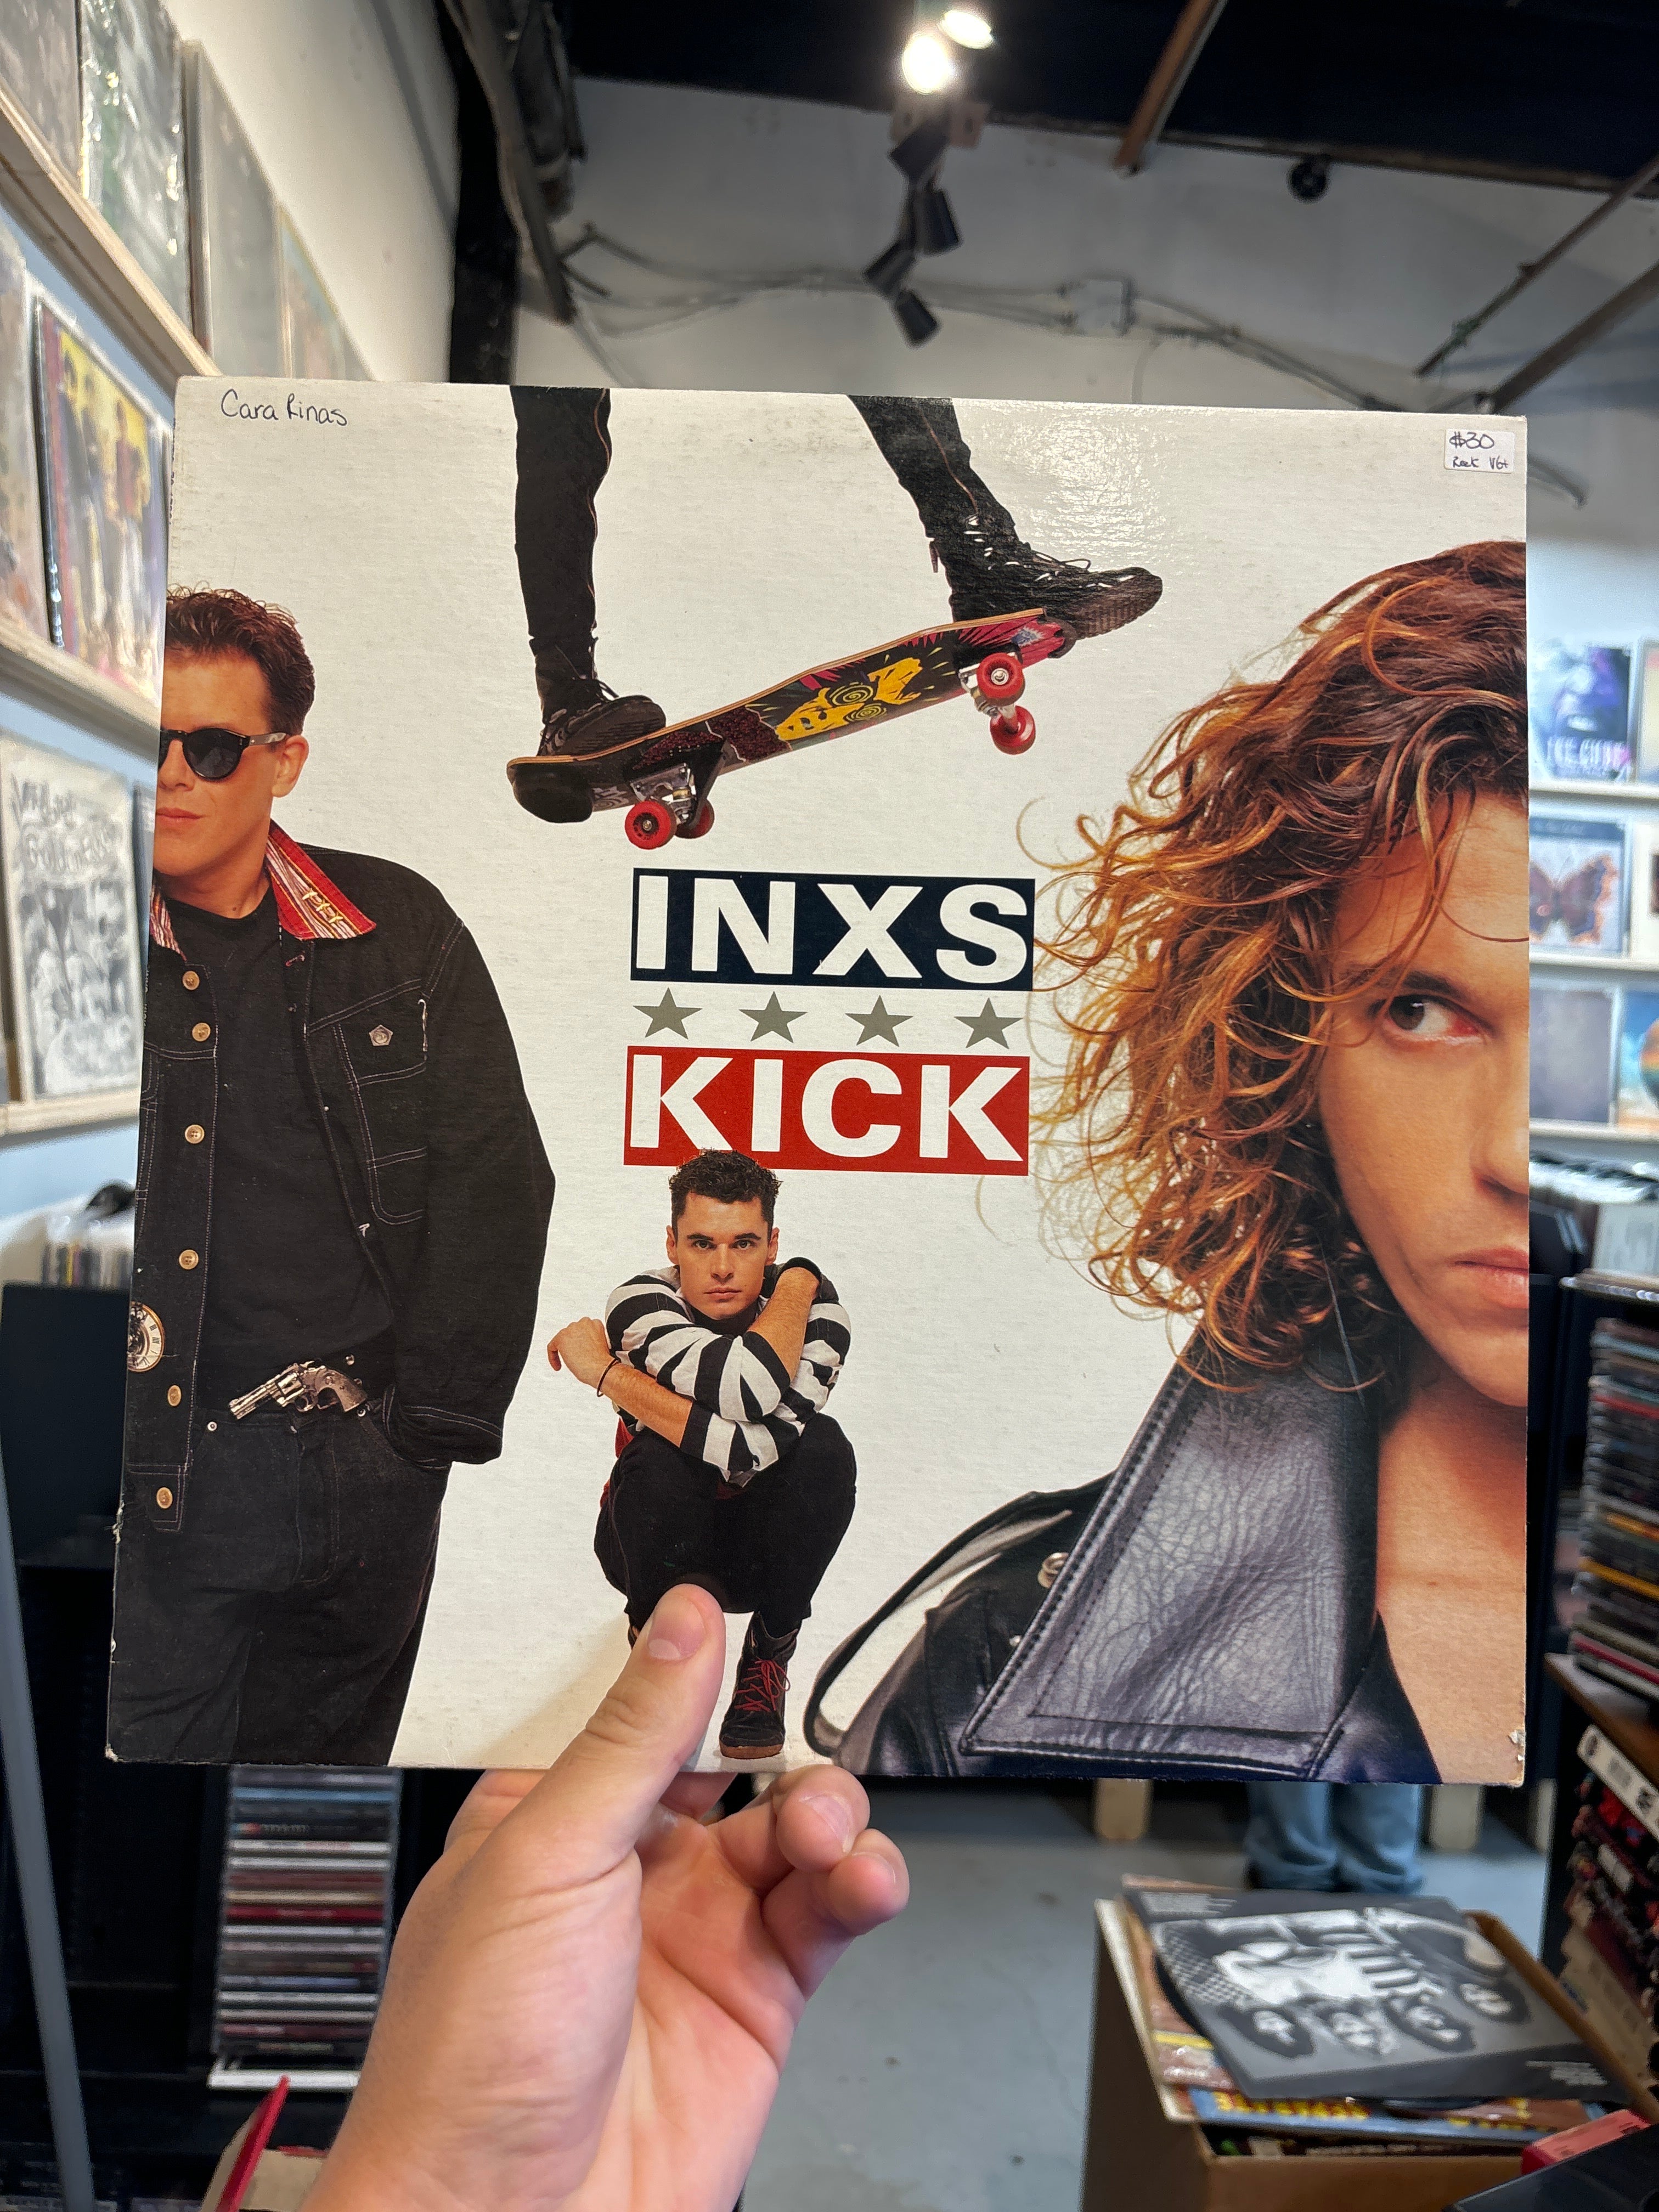 Cara Rinas
$30
Rock VG+
INXS
KICK